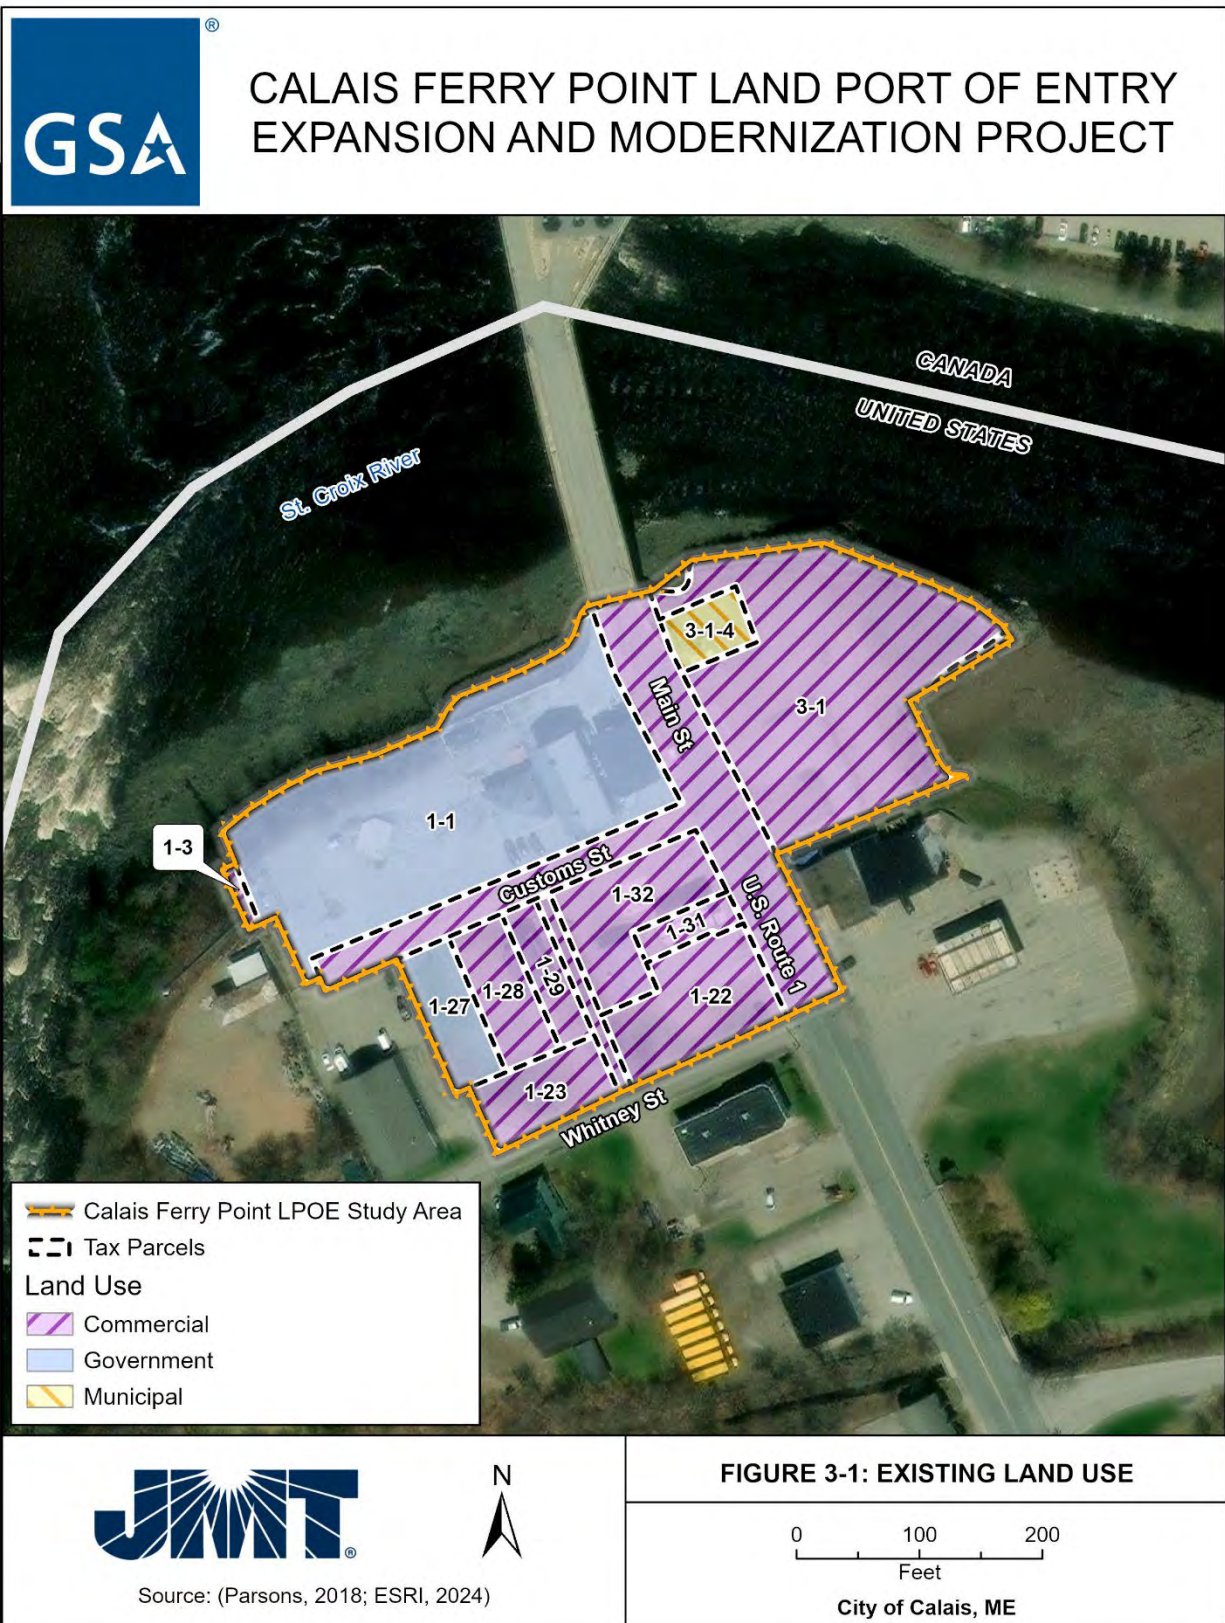 GSA®
CALAIS FERRY POINT LAND PORT OF ENTRY
EXPANSION AND MODERNIZATION PROJECT
CANADA
UNITED STATES
St. Croix River
3-1-4
Main St
3-1
1-1
1-3
Customs St
1-32
1-31
U.S. Route 1
1-29
1-28
1-27
1-22
1-23
Whitney St
Calais Ferry Point LPOE Study Area
Tax Parcels
Land Use
Commercial
Government
Municipal
JMT®
N
Source: (Parsons, 2018; ESRI, 2024)
FIGURE 3-1: EXISTING LAND USE
0 100 200
Feet
City of Calais, ME